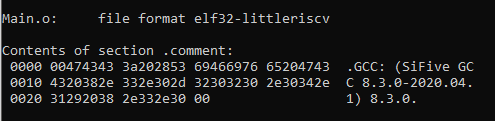 Main.o:     file format elf32-littleriscv
Contents of section .comment:
 0000 00474343 3a202853 69466976 65204743  .GCC: (SiFive GC
 0010 4320382e 332e302d 32303230 2e30342e  C 8.3.0-2020.04.
 0020 31292038 2e332e30 00                 1) 8.3.0.